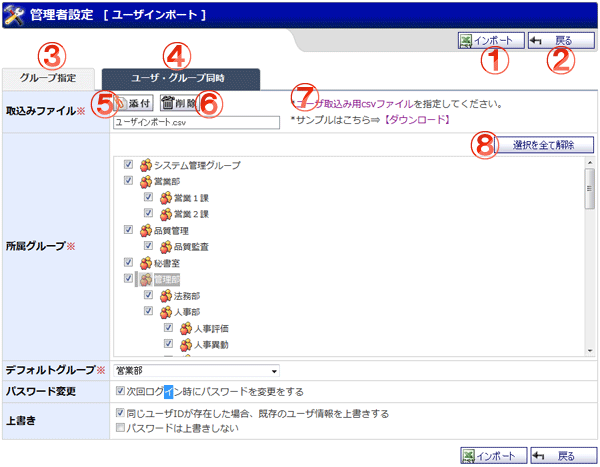 管理者設定 [ ユーザインポート ]
インポート 戻る
① ②
③ ④
グループ指定 ユーザ・グループ同時
取込みファイル※ ⑤ 添付 削除 ⑥ ⑦ *ユーザ取込み用csvファイルを指定してください。
ユーザインポート.csv *サンプルはこちら⇒【ダウンロード】
⑧ 選択を全て解除
所属グループ※
システム管理グループ
営業部
営業1課
営業2課
品質管理
品質監査
秘書室
管理部
法務部
人事部
人事評価
人事異動
デフォルトグループ※ 営業部
パスワード変更 次回ログイン時にパスワードを変更をする
上書き 同じユーザIDが存在した場合、既存のユーザ情報を上書きする
パスワードは上書きしない
インポート 戻る